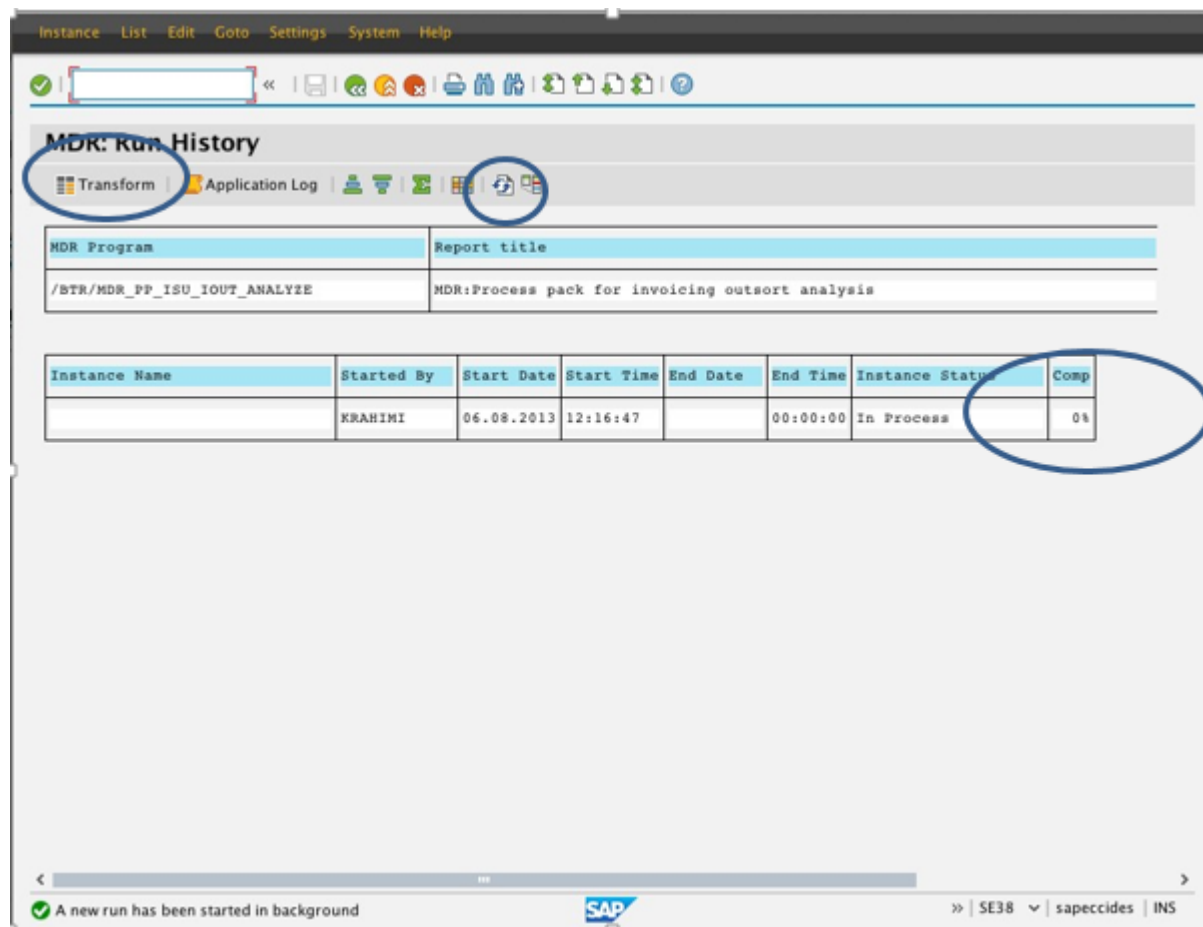 Instance List Edit Goto Settings System Help
«
MDR: Run History
Transform Application Log
MDR Program Report title
/BTR/MDR_PP_ISU_IOUT_ANALYZE MDR:Process pack for invoicing outsort analysis
Instance Name Started By Start Date Start Time End Date End Time Instance Status Comp
KRAHIMI 06.08.2013 12:16:47 00:00:00 In Process 0%
A new run has been started in background SAP » SE38 sapeccides INS